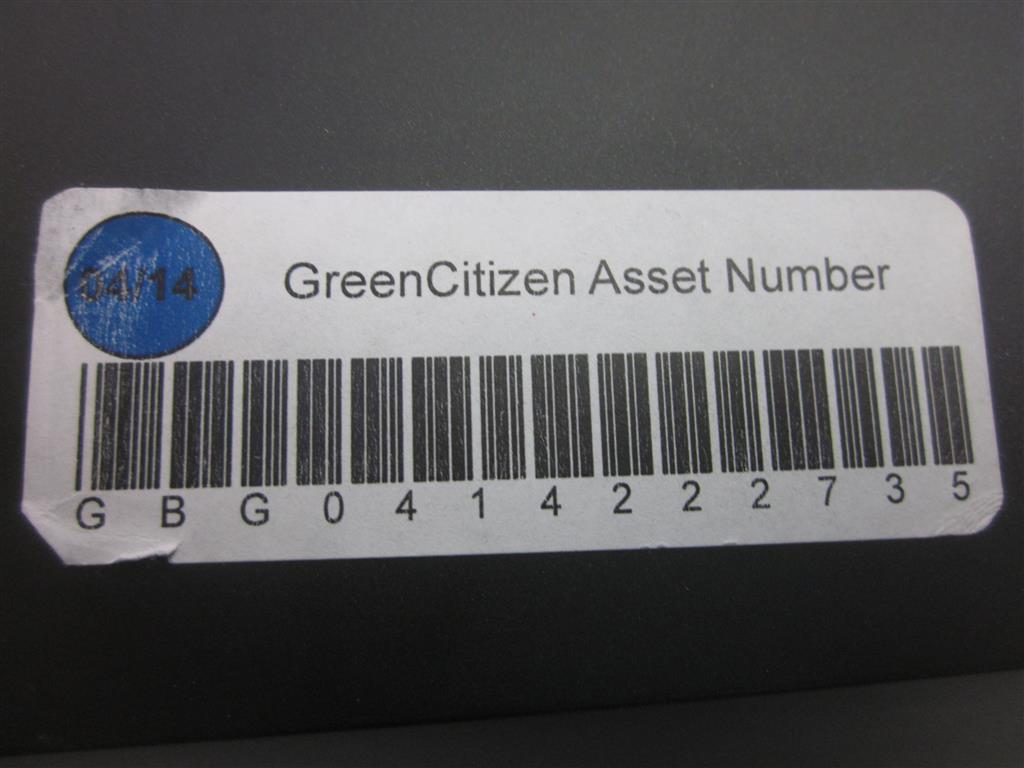 04/14
GreenCitizen Asset Number
G B G 0 4 1 4 2 2 2 7 3 5